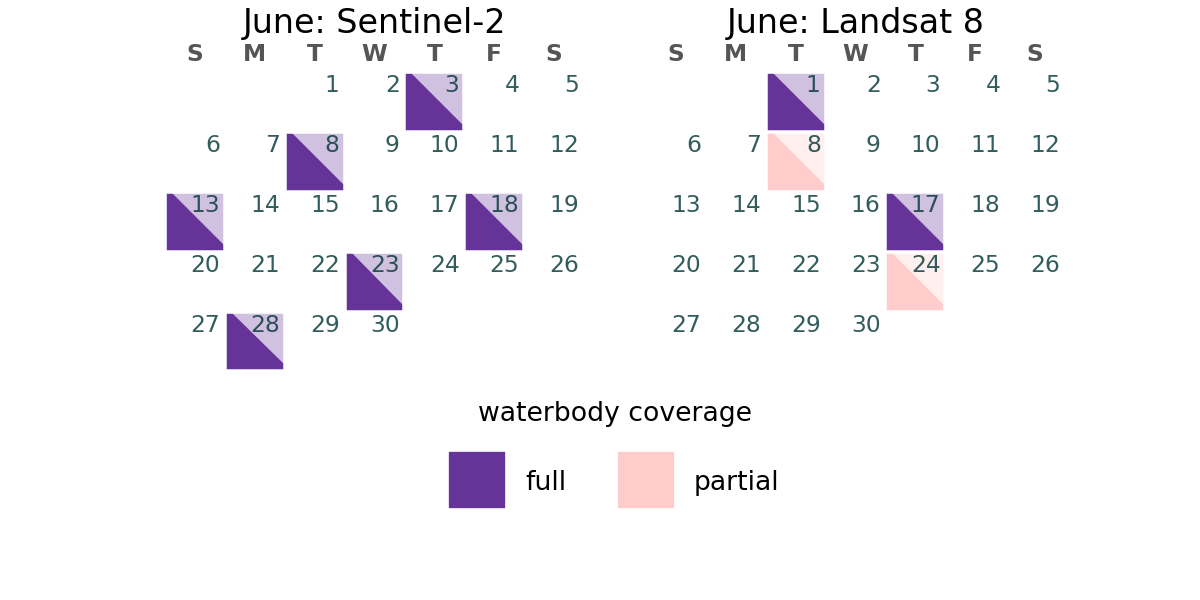 June: Sentinel-2
S M T W T F S
1 2 3 4 5
6 7 8 9 10 11 12
13 14 15 16 17 18 19
20 21 22 23 24 25 26
27 28 29 30
June: Landsat 8
S M T W T F S
1 2 3 4 5
6 7 8 9 10 11 12
13 14 15 16 17 18 19
20 21 22 23 24 25 26
27 28 29 30
waterbody coverage
full partial